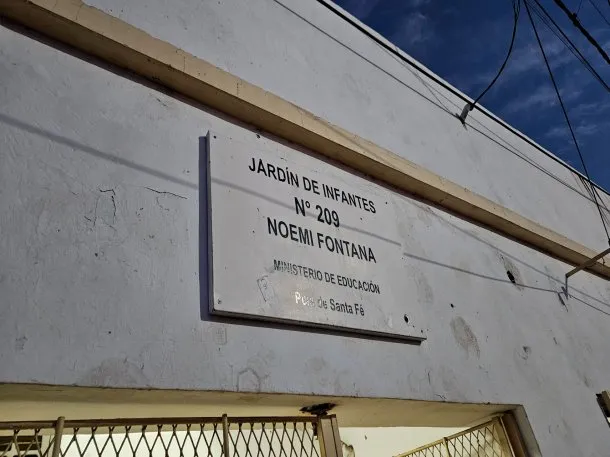 JARDÍN DE INFANTES
N° 209
NOEMI FONTANA
MINISTERIO DE EDUCACIÓN
de Santa Fé